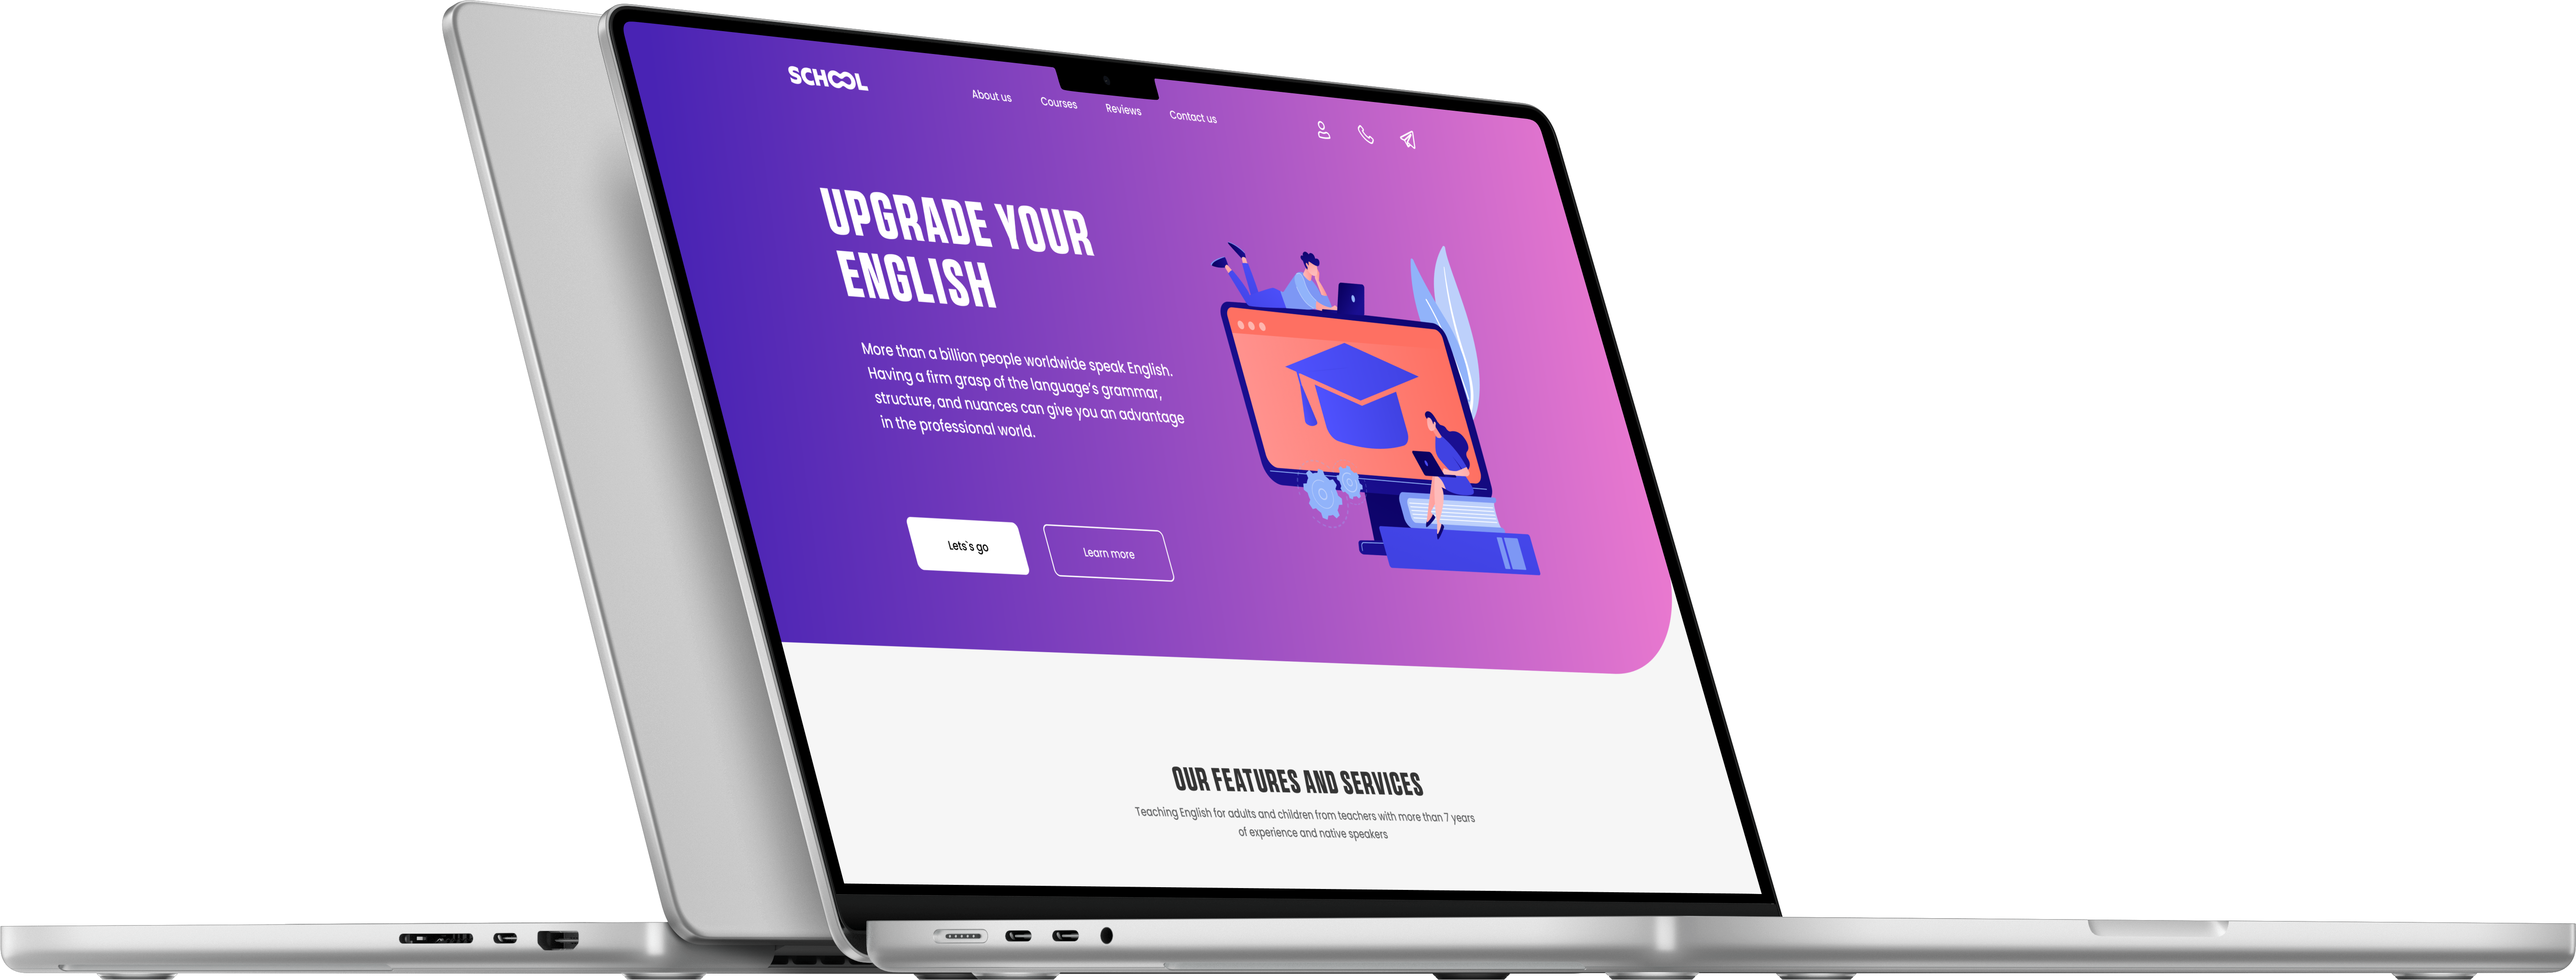 SCHOOL
About us Courses Reviews Contact us
UPGRADE YOUR
ENGLISH
More than a billion people worldwide speak English.
Having a firm grasp of the language's grammar,
structure, and nuances can give you an advantage
in the professional world.
Lets`s go Learn more
OUR FEATURES AND SERVICES
Teaching English for adults and children from teachers with more than 7 years
of experience and native speakers